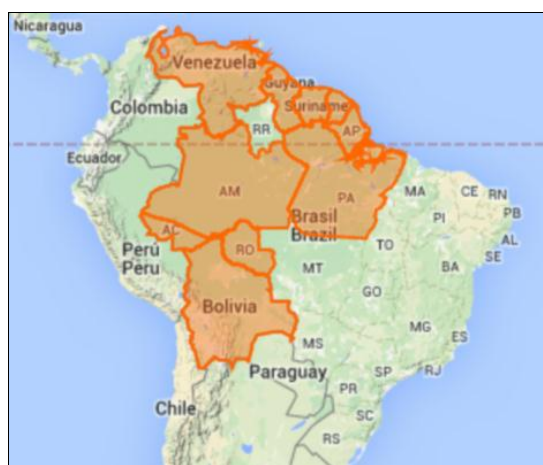 Nicaragua
Venezuela
Guyana
Colombia
Suriname
RR
AP
Ecuador
AM
PA
MA
CE
RN
Brasil
Brazil
PI
PB
AC
RO
TO
AL
Perú
Peru
MT
BA
SE
GO
Bolivia
MG
ES
MS
Paraguay
SP
RJ
PR
Chile
SC
RS